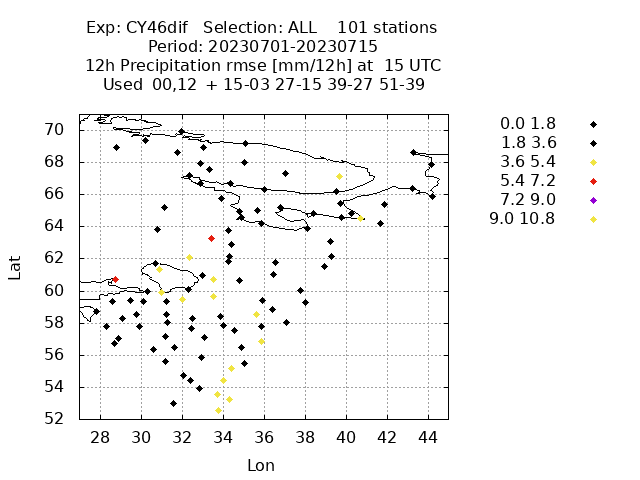 Exp: CY46dif   Selection: ALL    101 stations
Period: 20230701-20230715
12h Precipitation rmse [mm/12h] at  15 UTC
Used  00,12  + 15-03 27-15 39-27 51-39
0.0 1.8
1.8 3.6
3.6 5.4
5.4 7.2
7.2 9.0
9.0 10.8
Lat
70
68
66
64
62
60
58
56
54
52
28 30 32 34 36 38 40 42 44
Lon